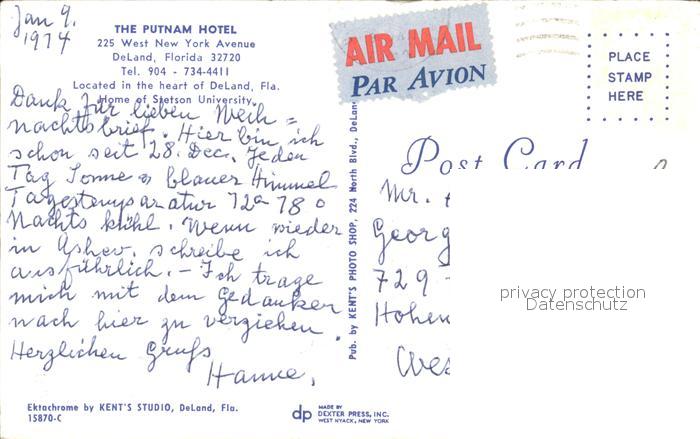 Jan 9.
1974
THE PUTNAM HOTEL
225 West New York Avenue
DeLand, Florida 32720
Tel. 904 - 734-4411
Located in the heart of DeLand, Fla.
Home of Stetson University.
Dank für lieben Weih =
nachtsbrief. Hier bin ich
schon seit 28. Dec. Jeden
Tag Sonne & blauer Himmel
Tagestemparatur 72a 78°
Nachts kühl. Wenn wieder
in Ashev. schreibe ich
ausführlich. – Ich trage
mich mit dem Gedanken
nach hier zu verziehen.
Herzlichen Gruß
Hanne.
Ektachrome by KENT'S STUDIO, DeLand, Fla.
15870-C
dp MADE BY
DEXTER PRESS, INC.
WEST NYACK, NEW YORK
Pub. by KENT'S PHOTO SHOP, 224 North Blvd., DeLan
AIR MAIL
PAR AVION
PLACE
STAMP
HERE
Post Card
Mr.
Georg
729 -
Hohen
Wes
privacy protection
Datenschutz